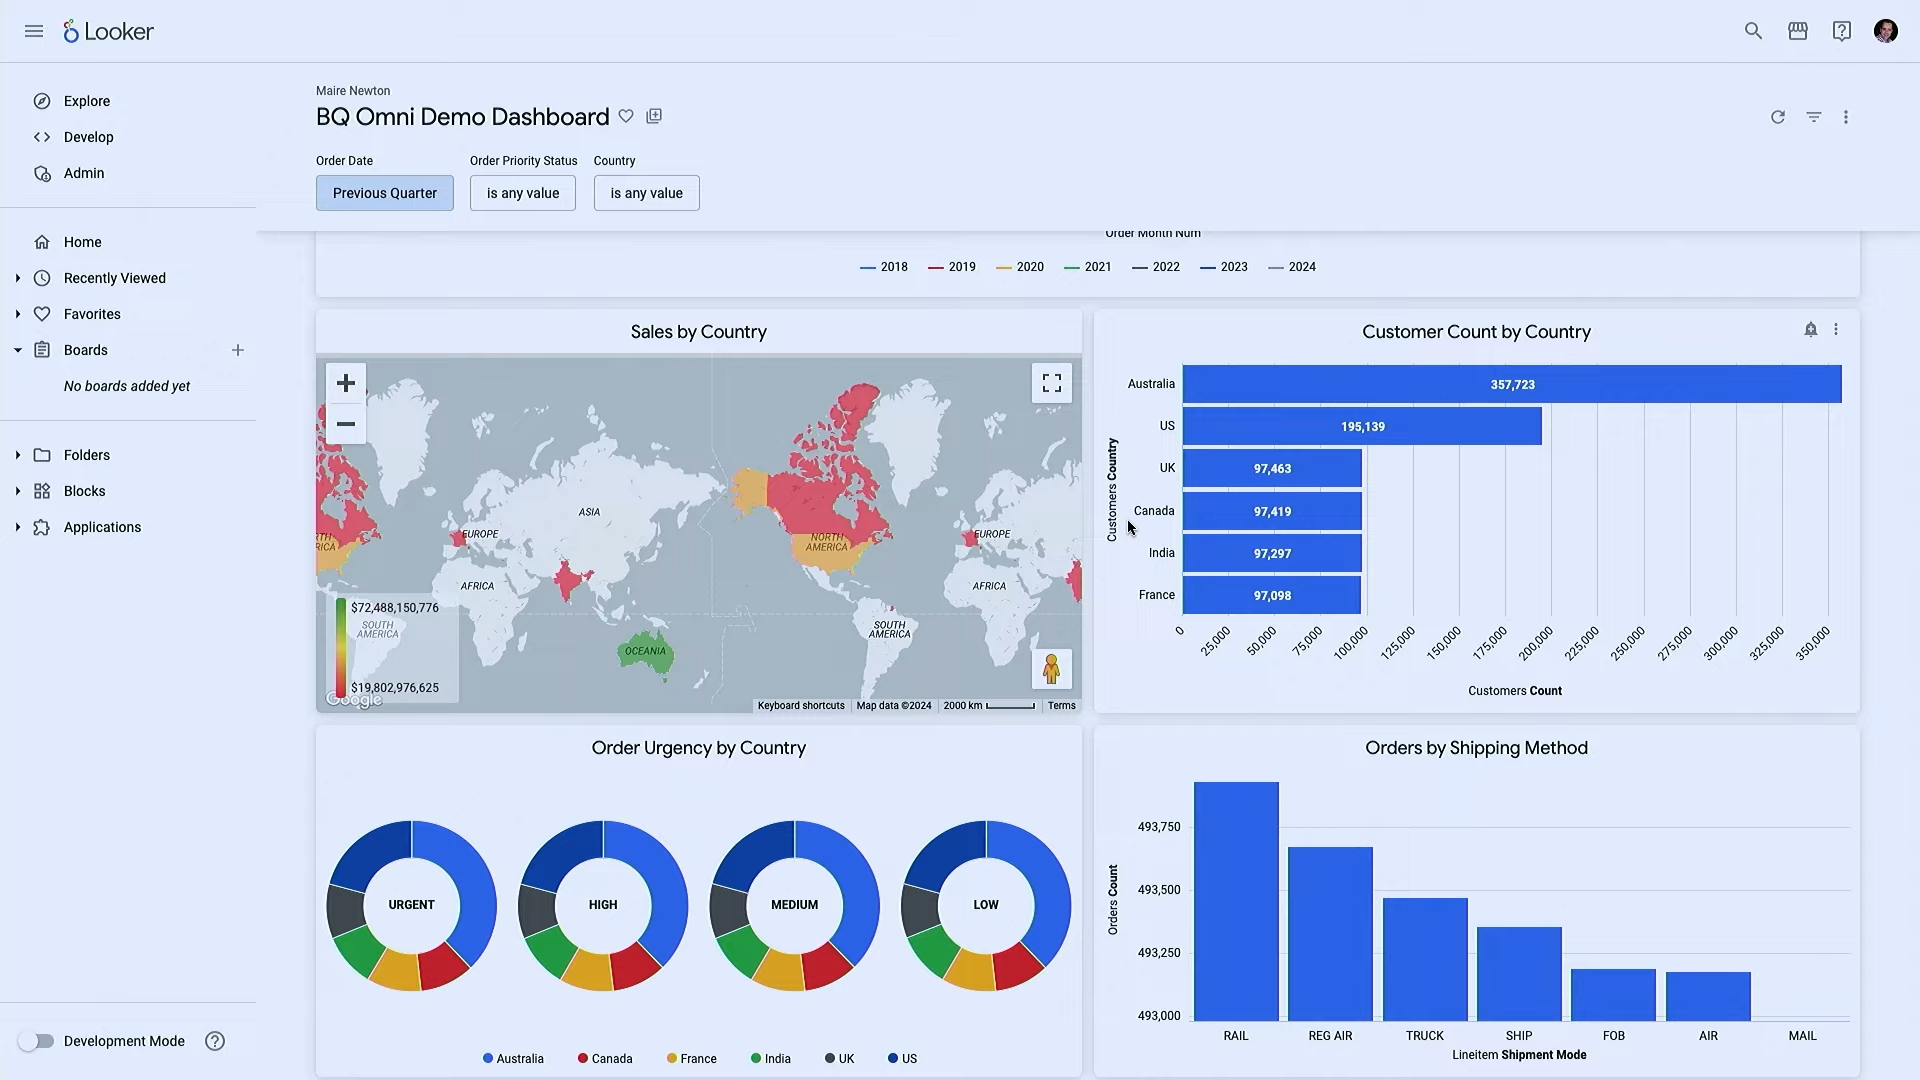 Looker
Explore
Develop
Admin
Home
Recently Viewed
Favorites
Boards
No boards added yet
Folders
Blocks
Applications
Development Mode
Maire Newton
BQ Omni Demo Dashboard
Order Date
Order Priority Status
Country
Previous Quarter
is any value
is any value
Order Month Num
2018
2019
2020
2021
2022
2023
2024
Sales by Country
ASIA
EUROPE
EUROPE
NORTH
AMERICA
AFRICA
AFRICA
SOUTH
AMERICA
SOUTH
AMERICA
OCEANIA
$72,488,150,776
$19,802,976,625
Google
Keyboard shortcuts
Map data ©2024
2000 km
Terms
Customer Count by Country
Customers Country
Australia
357,723
US
195,139
UK
97,463
Canada
97,419
India
97,297
France
97,098
0
25,000
50,000
75,000
100,000
125,000
150,000
175,000
200,000
225,000
250,000
275,000
300,000
325,000
350,000
Customers Count
Order Urgency by Country
URGENT
HIGH
MEDIUM
LOW
Australia
Canada
France
India
UK
US
Orders by Shipping Method
Orders Count
493,750
493,500
493,250
493,000
RAIL
REG AIR
TRUCK
SHIP
FOB
AIR
MAIL
Lineitem Shipment Mode